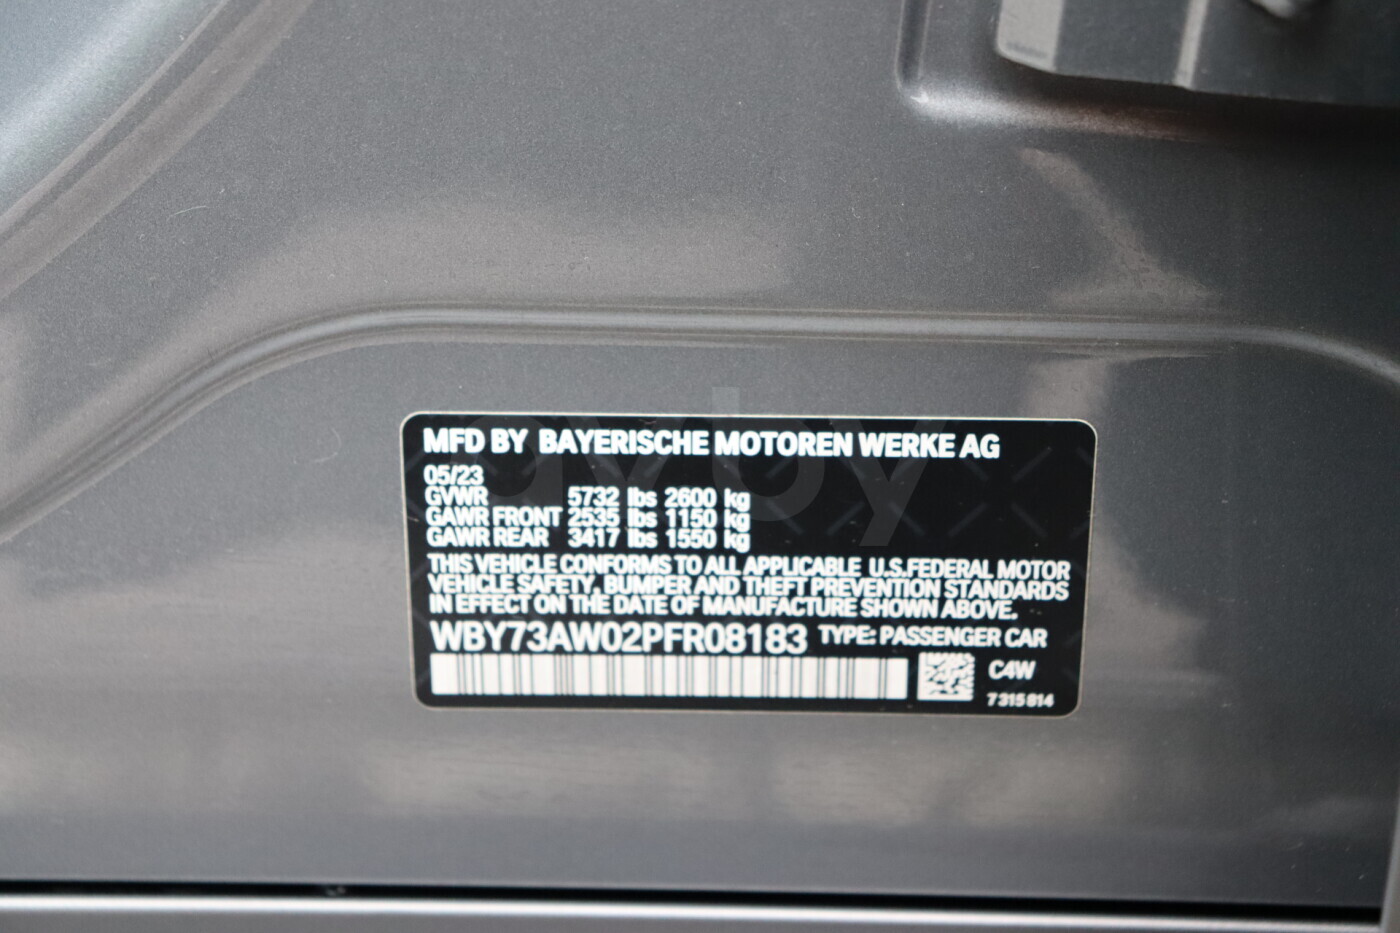 MFD BY BAYERISCHE MOTOREN WERKE AG
05/23
GVWR 5732 lbs 2600 kg
GAWR FRONT 2535 lbs 1150 kg
GAWR REAR 3417 lbs 1550 kg
THIS VEHICLE CONFORMS TO ALL APPLICABLE U.S.FEDERAL MOTOR
VEHICLE SAFETY, BUMPER AND THEFT PREVENTION STANDARDS
IN EFFECT ON THE DATE OF MANUFACTURE SHOWN ABOVE.
WBY73AW02PFR08183 TYPE: PASSENGER CAR
C4W
7315814
av.by